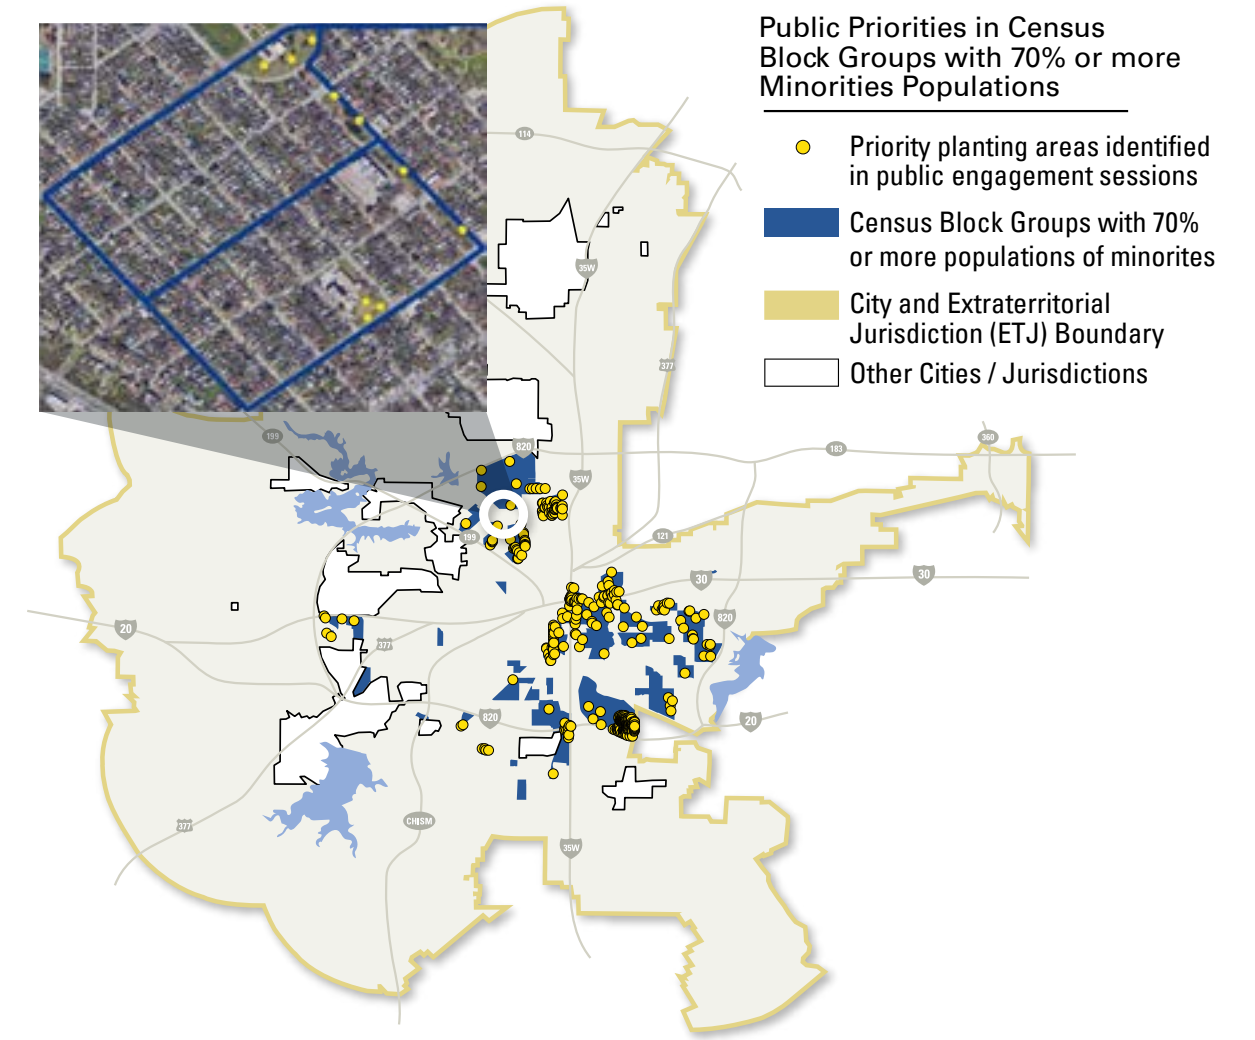 Public Priorities in Census
Block Groups with 70% or more
Minorities Populations
Priority planting areas identified
in public engagement sessions
Census Block Groups with 70%
or more populations of minorites
City and Extraterritorial
Jurisdiction (ETJ) Boundary
Other Cities / Jurisdictions
114
35W
377
199
820
35W
183
360
199
121
30
30
20
377
820
820
20
377
CHISM
35W